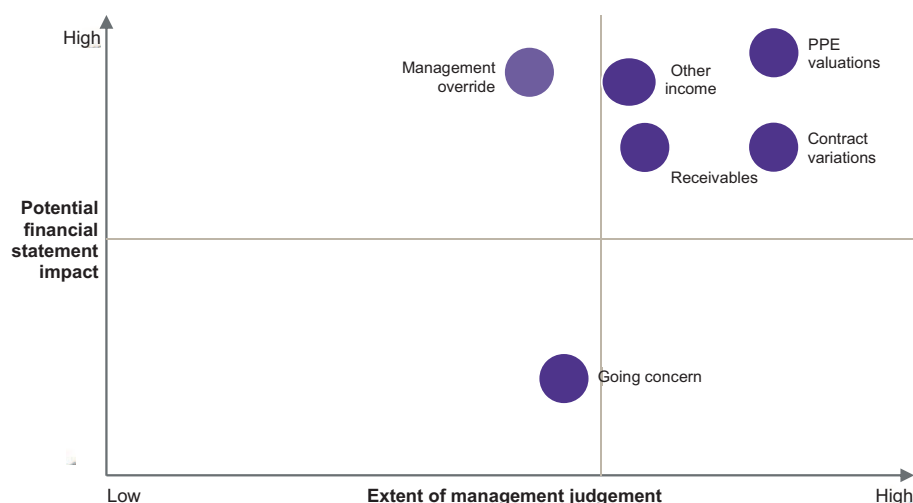 High
Management
override
Other
income
PPE
valuations
Contract
variations
Receivables
Potential
financial
statement
impact
Going concern
Low
Extent of management judgement
High